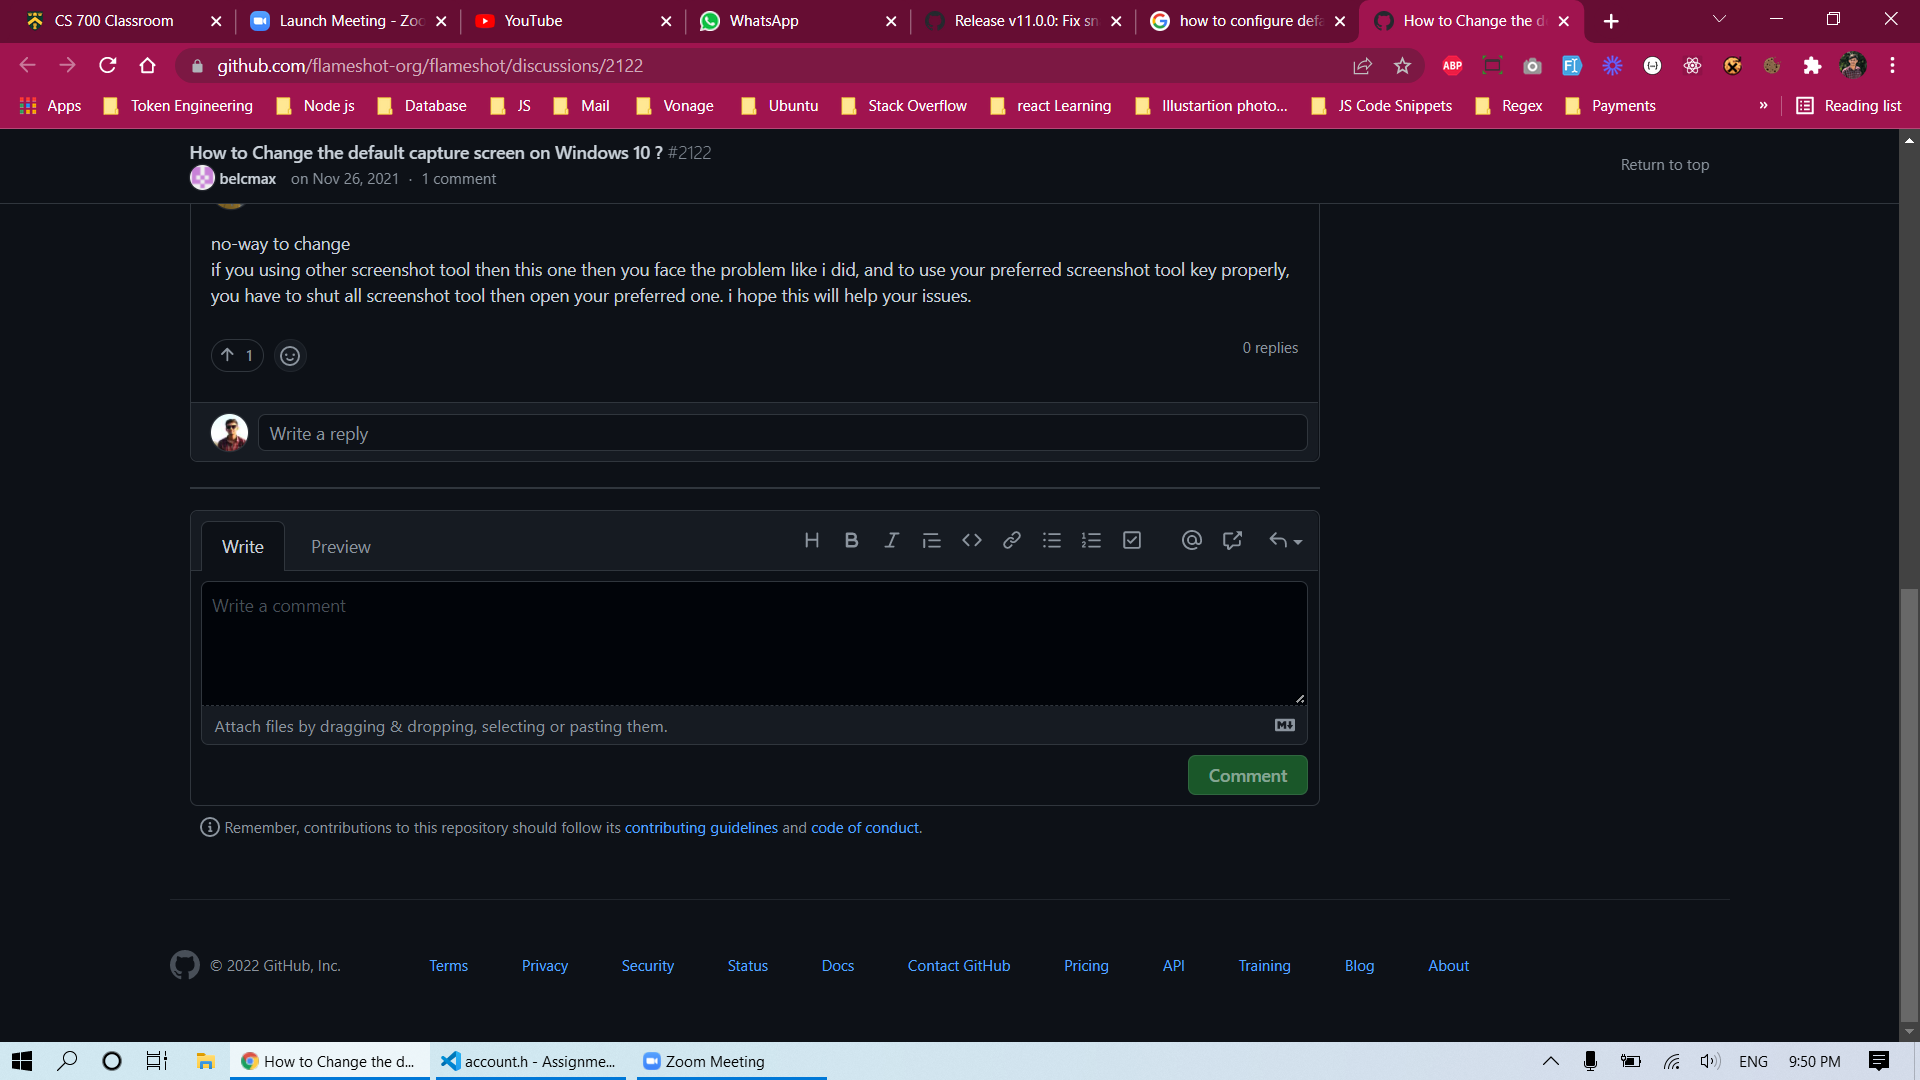 CS 700 Classroom
Launch Meeting - Zoo
YouTube
WhatsApp
Release v11.0.0: Fix sn
how to configure defa
How to Change the d
github.com/flameshot-org/flameshot/discussions/2122
ABP
Apps
Token Engineering
Node js
Database
JS
Mail
Vonage
Ubuntu
Stack Overflow
react Learning
Illustartion photo...
JS Code Snippets
Regex
Payments
»
Reading list
How to Change the default capture screen on Windows 10 ? #2122
belcmax on Nov 26, 2021 · 1 comment
Return to top
no-way to change
if you using other screenshot tool then this one then you face the problem like i did, and to use your preferred screenshot tool key properly,
you have to shut all screenshot tool then open your preferred one. i hope this will help your issues.
1
0 replies
Write a reply
Write
Preview
Write a comment
Attach files by dragging & dropping, selecting or pasting them.
Comment
Remember, contributions to this repository should follow its contributing guidelines and code of conduct.
© 2022 GitHub, Inc.
Terms
Privacy
Security
Status
Docs
Contact GitHub
Pricing
API
Training
Blog
About
How to Change the d...
account.h - Assignme...
Zoom Meeting
ENG
9:50 PM